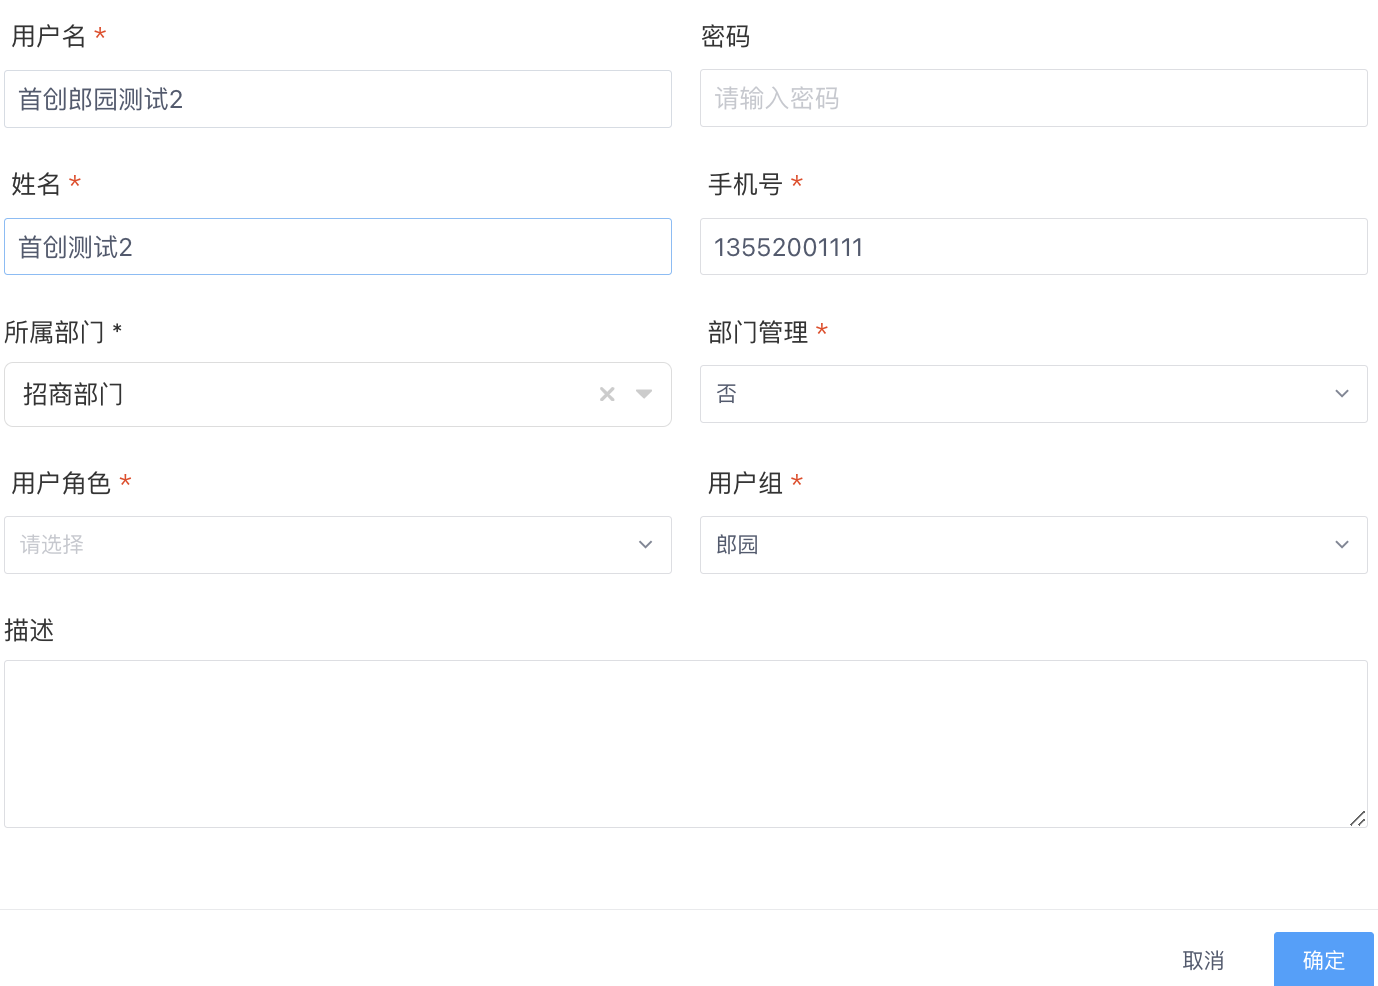 用户名 *
密码
首创郎园测试2
请输入密码
姓名 *
手机号 *
首创测试2
13552001111
所属部门 *
部门管理 *
招商部门
否
用户角色 *
用户组 *
请选择
郎园
描述
取消
确定